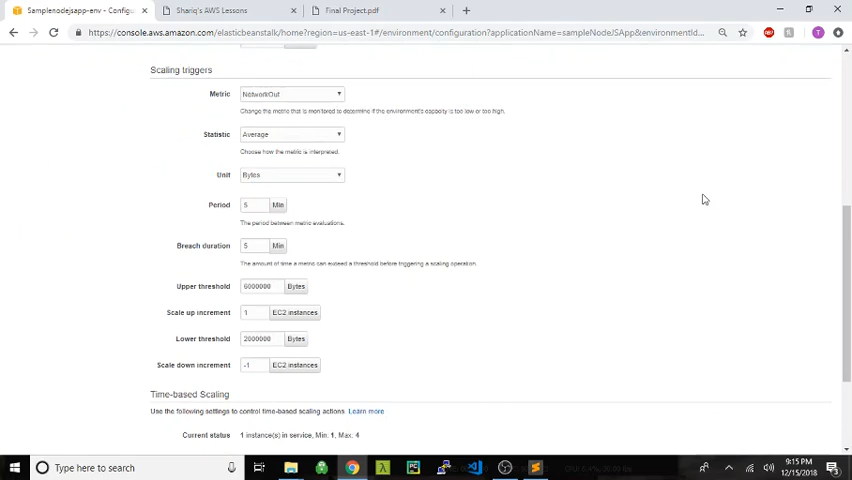 Samplenodejsapp-env - Configu
Shariq's AWS Lessons
Final Project.pdf
https://console.aws.amazon.com/elasticbeanstalk/home?region=us-east-1#/environment/configuration?applicationName=sampleNodeJSApp&environmentId...
T
Scaling triggers
Metric
NetworkOut
Change the metric that is monitored to determine if the environment's capacity is too low or too high.
Statistic
Average
Choose how the metric is interpreted.
Unit
Bytes
Period
5 Min
The period between metric evaluations.
Breach duration
5 Min
The amount of time a metric can exceed a threshold before triggering a scaling operation.
Upper threshold
6000000 Bytes
Scale up increment
1 EC2 instances
Lower threshold
2000000 Bytes
Scale down increment
-1 EC2 instances
Time-based Scaling
Use the following settings to control time-based scaling actions Learn more
Current status
1 instance(s) in service, Min. 1, Max. 4
Type here to search
PC
9:15 PM
12/15/2018
3